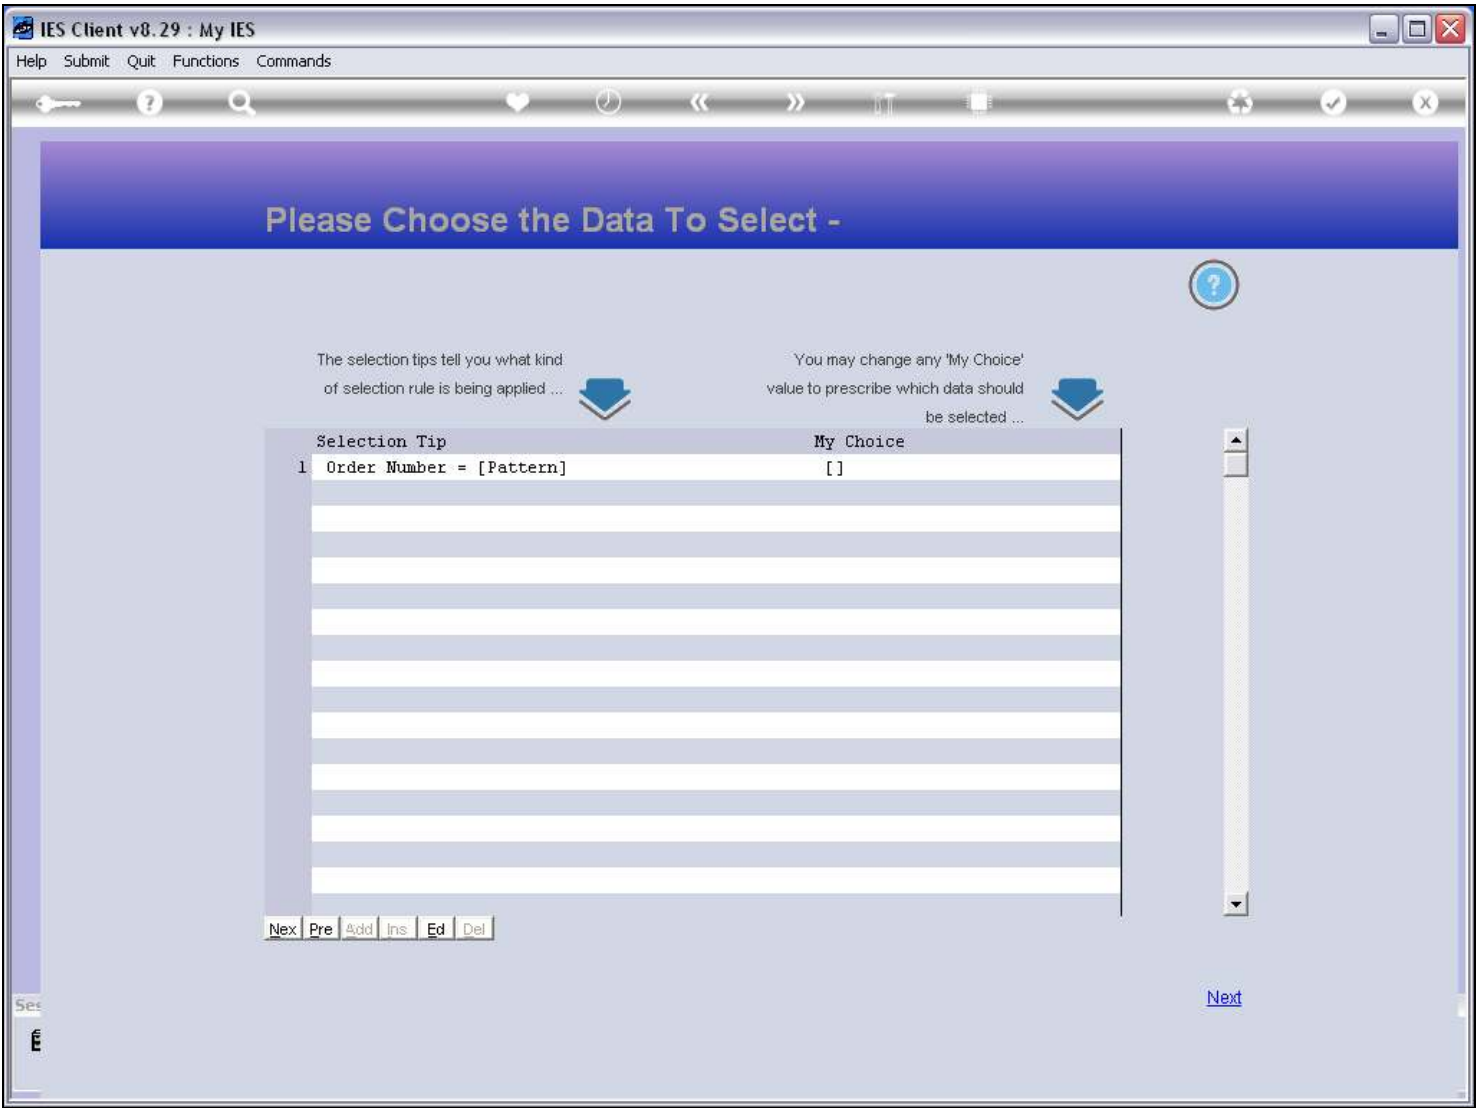 IES Client v8.29 : My IES
Help Submit Quit Functions Commands
Please Choose the Data To Select -
?
The selection tips tell you what kind
of selection rule is being applied ...
You may change any 'My Choice'
value to prescribe which data should
be selected ...
Selection Tip My Choice
1 Order Number = [Pattern] []
Nex Pre Add Ins Ed Del
Next
Ses